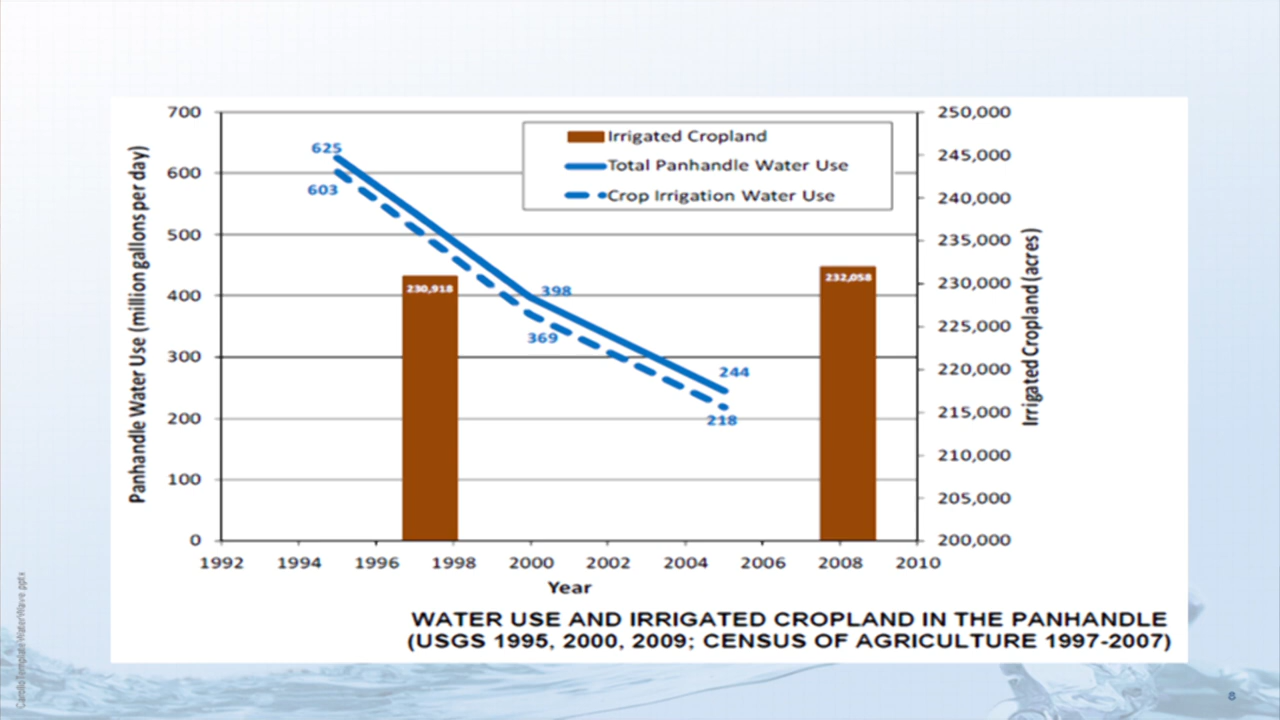 700
600
500
400
300
200
100
0
Panhandle Water Use (million gallons per day)
250,000
245,000
240,000
235,000
230,000
225,000
220,000
215,000
210,000
205,000
200,000
Irrigated Cropland (acres)
Irrigated Cropland
Total Panhandle Water Use
Crop Irrigation Water Use
625
603
398
369
244
218
230,918
232,058
1992 1994 1996 1998 2000 2002 2004 2006 2008 2010
Year
WATER USE AND IRRIGATED CROPLAND IN THE PANHANDLE
(USGS 1995, 2000, 2009; CENSUS OF AGRICULTURE 1997-2007)
CarolloTemplateWaterWave.pptx
8